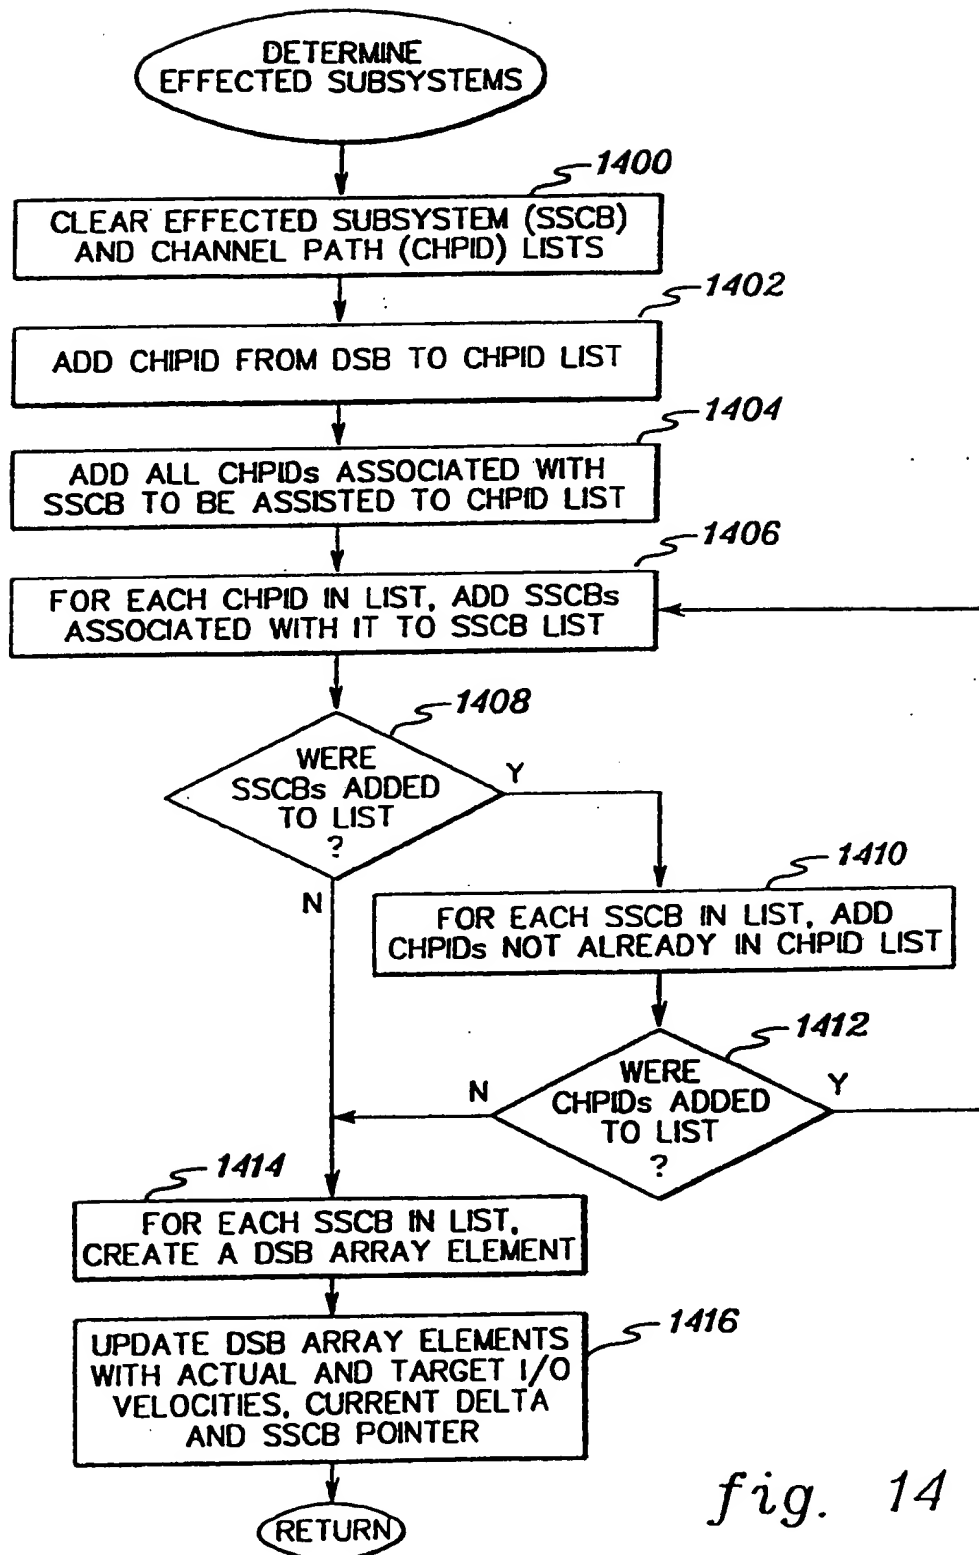 DETERMINE
EFFECTED SUBSYSTEMS
1400
CLEAR EFFECTED SUBSYSTEM (SSCB)
AND CHANNEL PATH (CHPID) LISTS
1402
ADD CHIPID FROM DSB TO CHPID LIST
1404
ADD ALL CHPIDs ASSOCIATED WITH
SSCB TO BE ASSISTED TO CHPID LIST
1406
FOR EACH CHPID IN LIST, ADD SSCBs
ASSOCIATED WITH IT TO SSCB LIST
1408
WERE
SSCBs ADDED
TO LIST
?
Y
N
1410
FOR EACH SSCB IN LIST, ADD
CHPIDs NOT ALREADY IN CHPID LIST
1412
WERE
CHPIDs ADDED
TO LIST
?
N
Y
1414
FOR EACH SSCB IN LIST,
CREATE A DSB ARRAY ELEMENT
1416
UPDATE DSB ARRAY ELEMENTS
WITH ACTUAL AND TARGET I/O
VELOCITIES, CURRENT DELTA
AND SSCB POINTER
RETURN
fig. 14